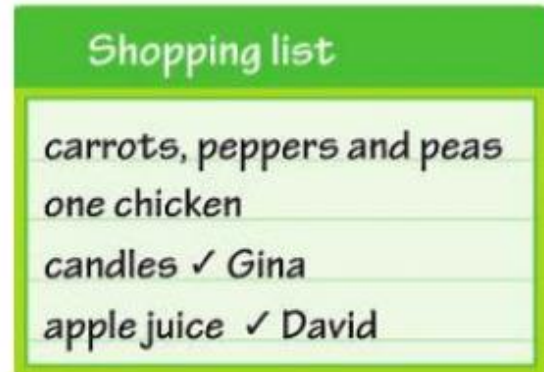 Shopping list
carrots, peppers and peas
one chicken
candles ✓ Gina
apple juice ✓ David